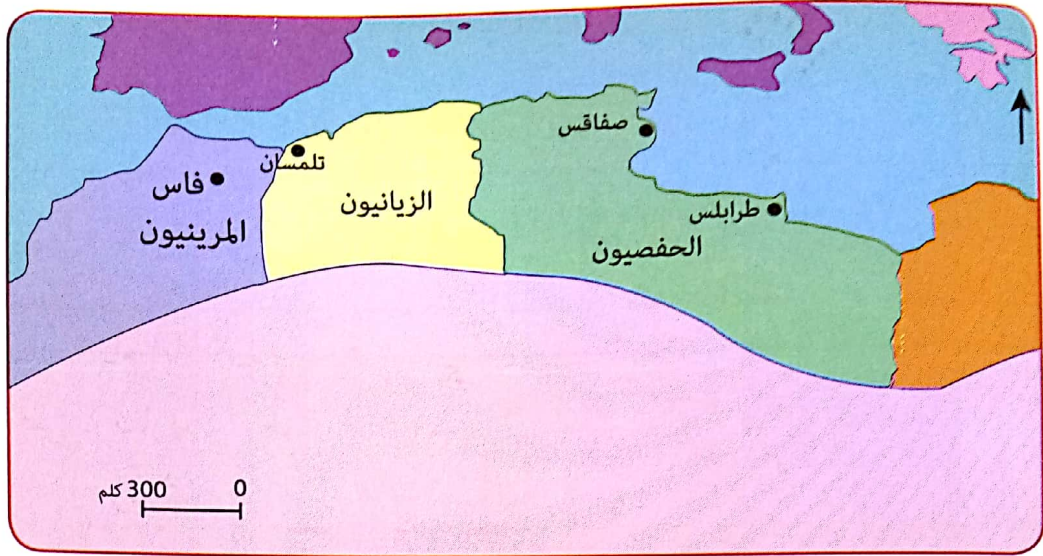 صفاقس
تلمسان
فاس
الزيانيون
طرابلس
المرينيون
الحفصيون
300 كلم
0